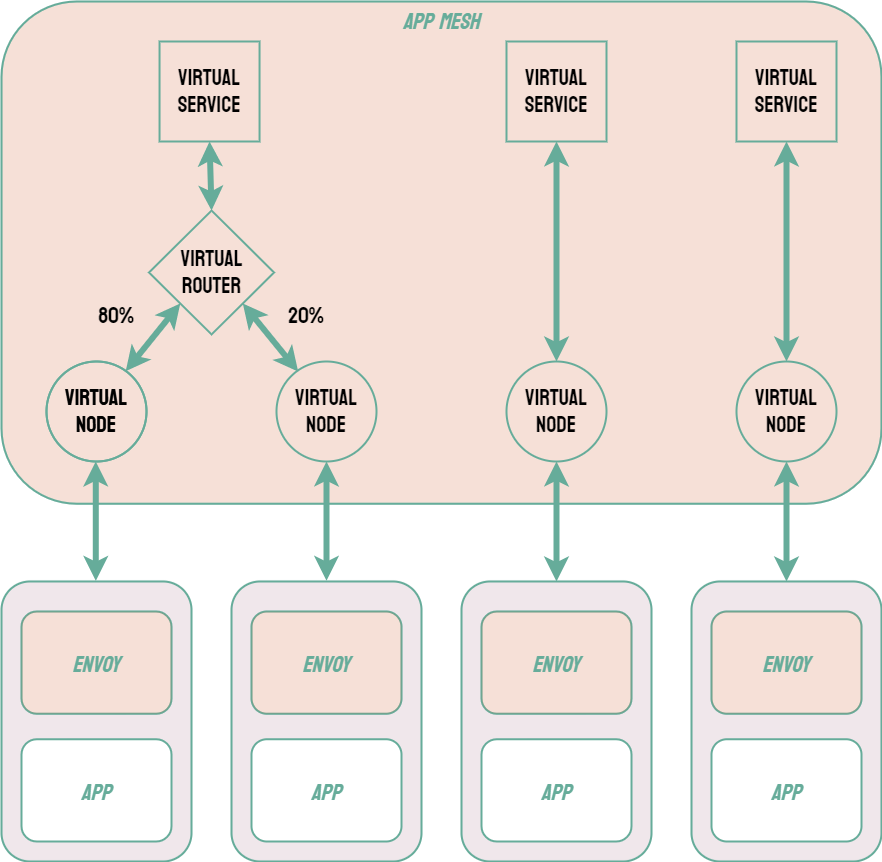 APP MESH
VIRTUAL
SERVICE
VIRTUAL
SERVICE
VIRTUAL
SERVICE
VIRTUAL
ROUTER
80%
20%
VIRTUAL
NODE
VIRTUAL
NODE
VIRTUAL
NODE
VIRTUAL
NODE
ENVOY
ENVOY
ENVOY
ENVOY
APP
APP
APP
APP